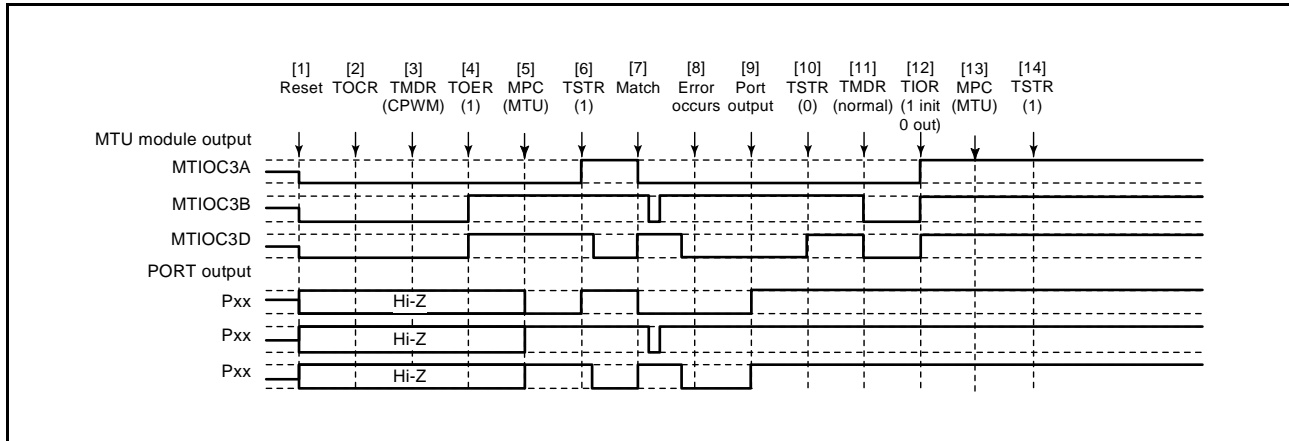 [1] [2] [3] [4] [5] [6] [7] [8] [9] [10] [11] [12] [13] [14]
Reset TOCR TMDR TOER MPC TSTR Match Error Port TSTR TMDR TIOR MPC TSTR
(CPWM) (1) (MTU) (1) occurs output (0) (normal) (1 init (MTU) (1)
0 out)
MTU module output
MTIOC3A
MTIOC3B
MTIOC3D
PORT output
Pxx Hi-Z
Pxx Hi-Z
Pxx Hi-Z